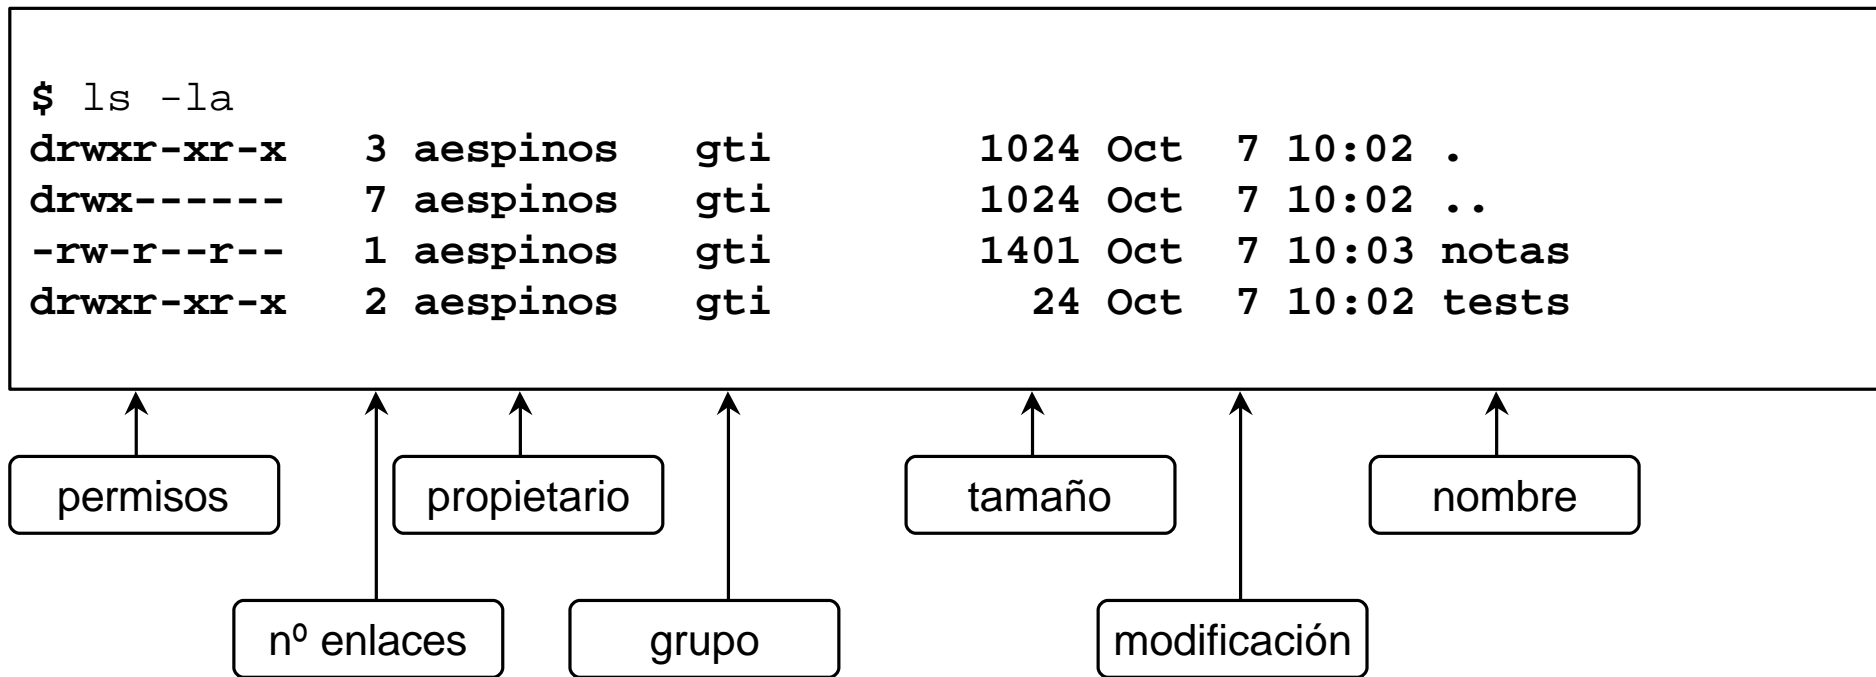 $ ls -la
drwxr-xr-x 3 aespinos gti 1024 Oct 7 10:02 .
drwx------ 7 aespinos gti 1024 Oct 7 10:02 ..
-rw-r--r-- 1 aespinos gti 1401 Oct 7 10:03 notas
drwxr-xr-x 2 aespinos gti 24 Oct 7 10:02 tests
permisos propietario tamaño nombre
nº enlaces grupo modificación